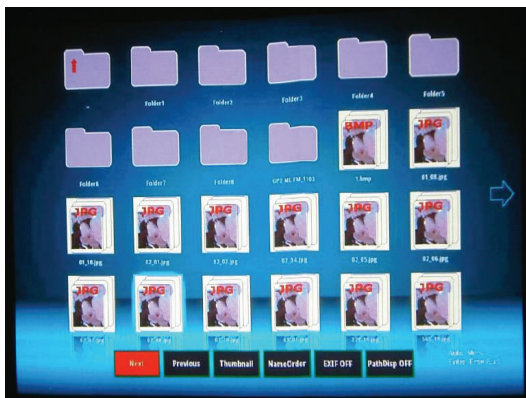 Folder1 Folder2 Folder3 Folder4 Folder5
BMP JPG
Folder6 Folder7 Folder8 1.bmp 01_08.jpg
JPG JPG JPG JPG JPG JPG
01_10.jpg 02_01.jpg 02_03.jpg 02_04.jpg 02_05.jpg 02_06.jpg
JPG JPG JPG JPG JPG JPG
Next Previous Thumbnail NameOrder EXIF OFF PathDisp OFF